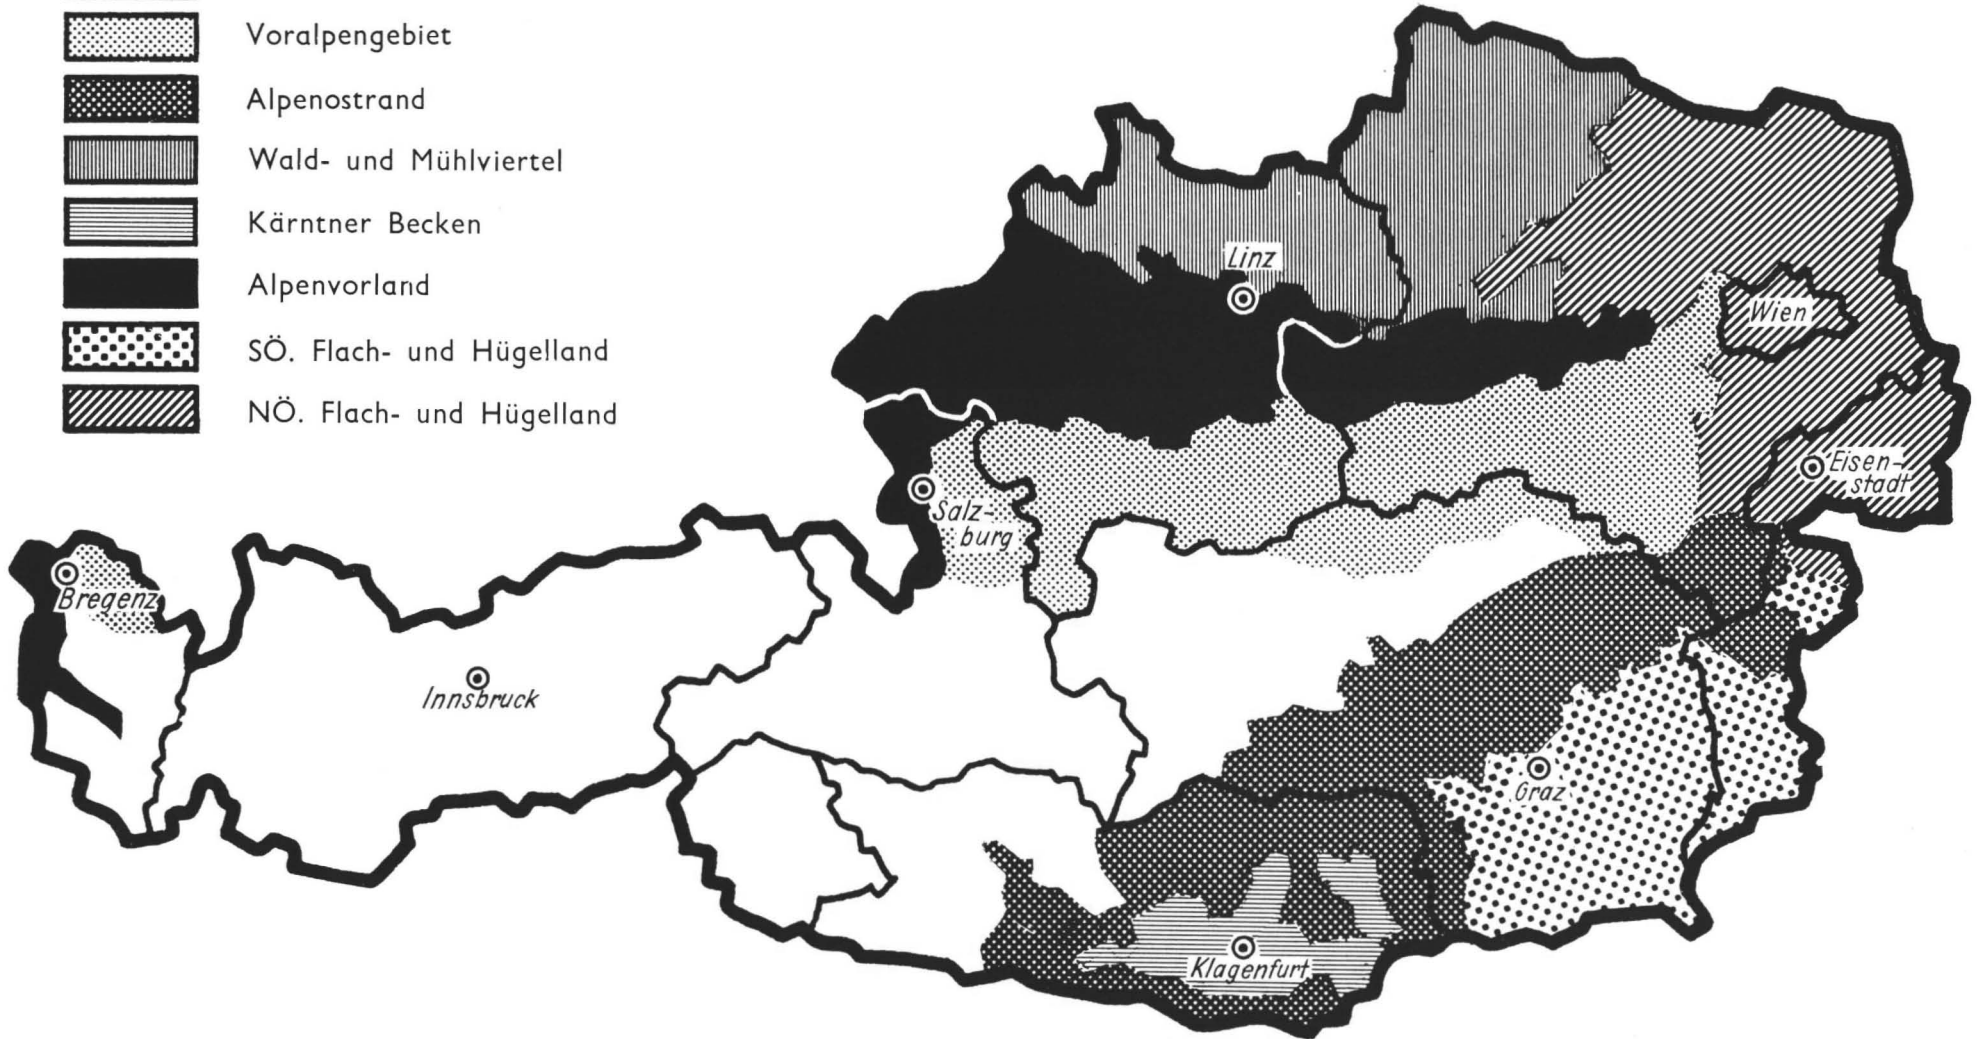 Voralpengebiet
Alpenostrand
Wald- und Mühlviertel
Kärntner Becken
Alpenvorland
SÖ. Flach- und Hügelland
NÖ. Flach- und Hügelland
Linz
Wien
Eisen-
stadt
Salz-
burg
Bregenz
Innsbruck
Graz
Klagenfurt